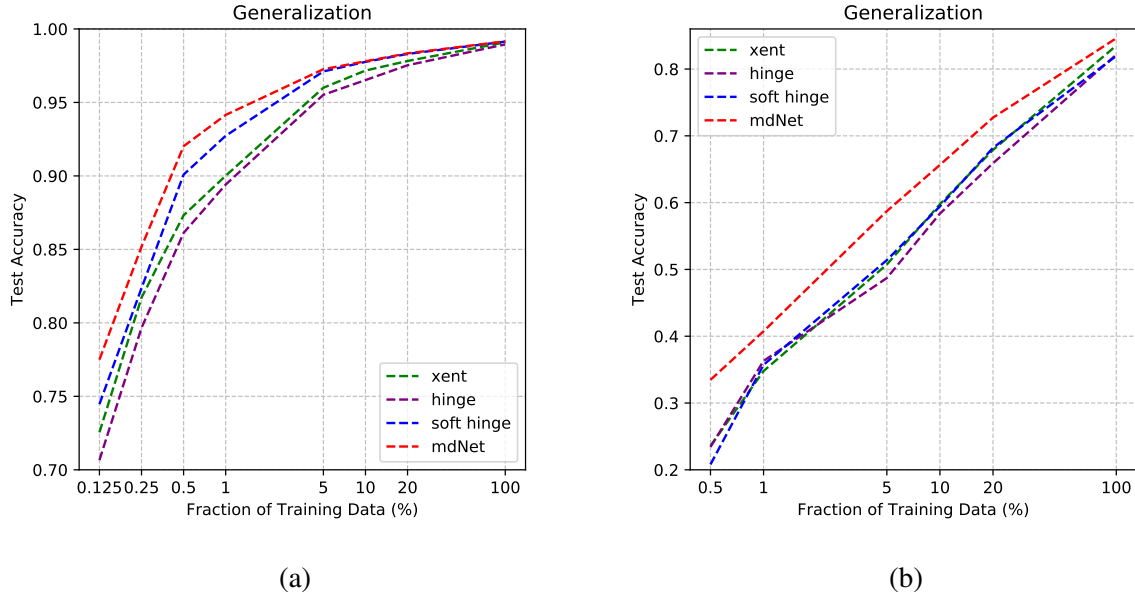 Generalization
1.00
0.95
0.90
0.85
0.80
0.75
0.70
Test Accuracy
xent
hinge
soft hinge
mdNet
0.125 0.25 0.5 1 5 10 20 100
Fraction of Training Data (%)
(a)
Generalization
xent
hinge
soft hinge
mdNet
0.8
0.7
0.6
0.5
0.4
0.3
0.2
Test Accuracy
0.5 1 5 10 20 100
Fraction of Training Data (%)
(b)